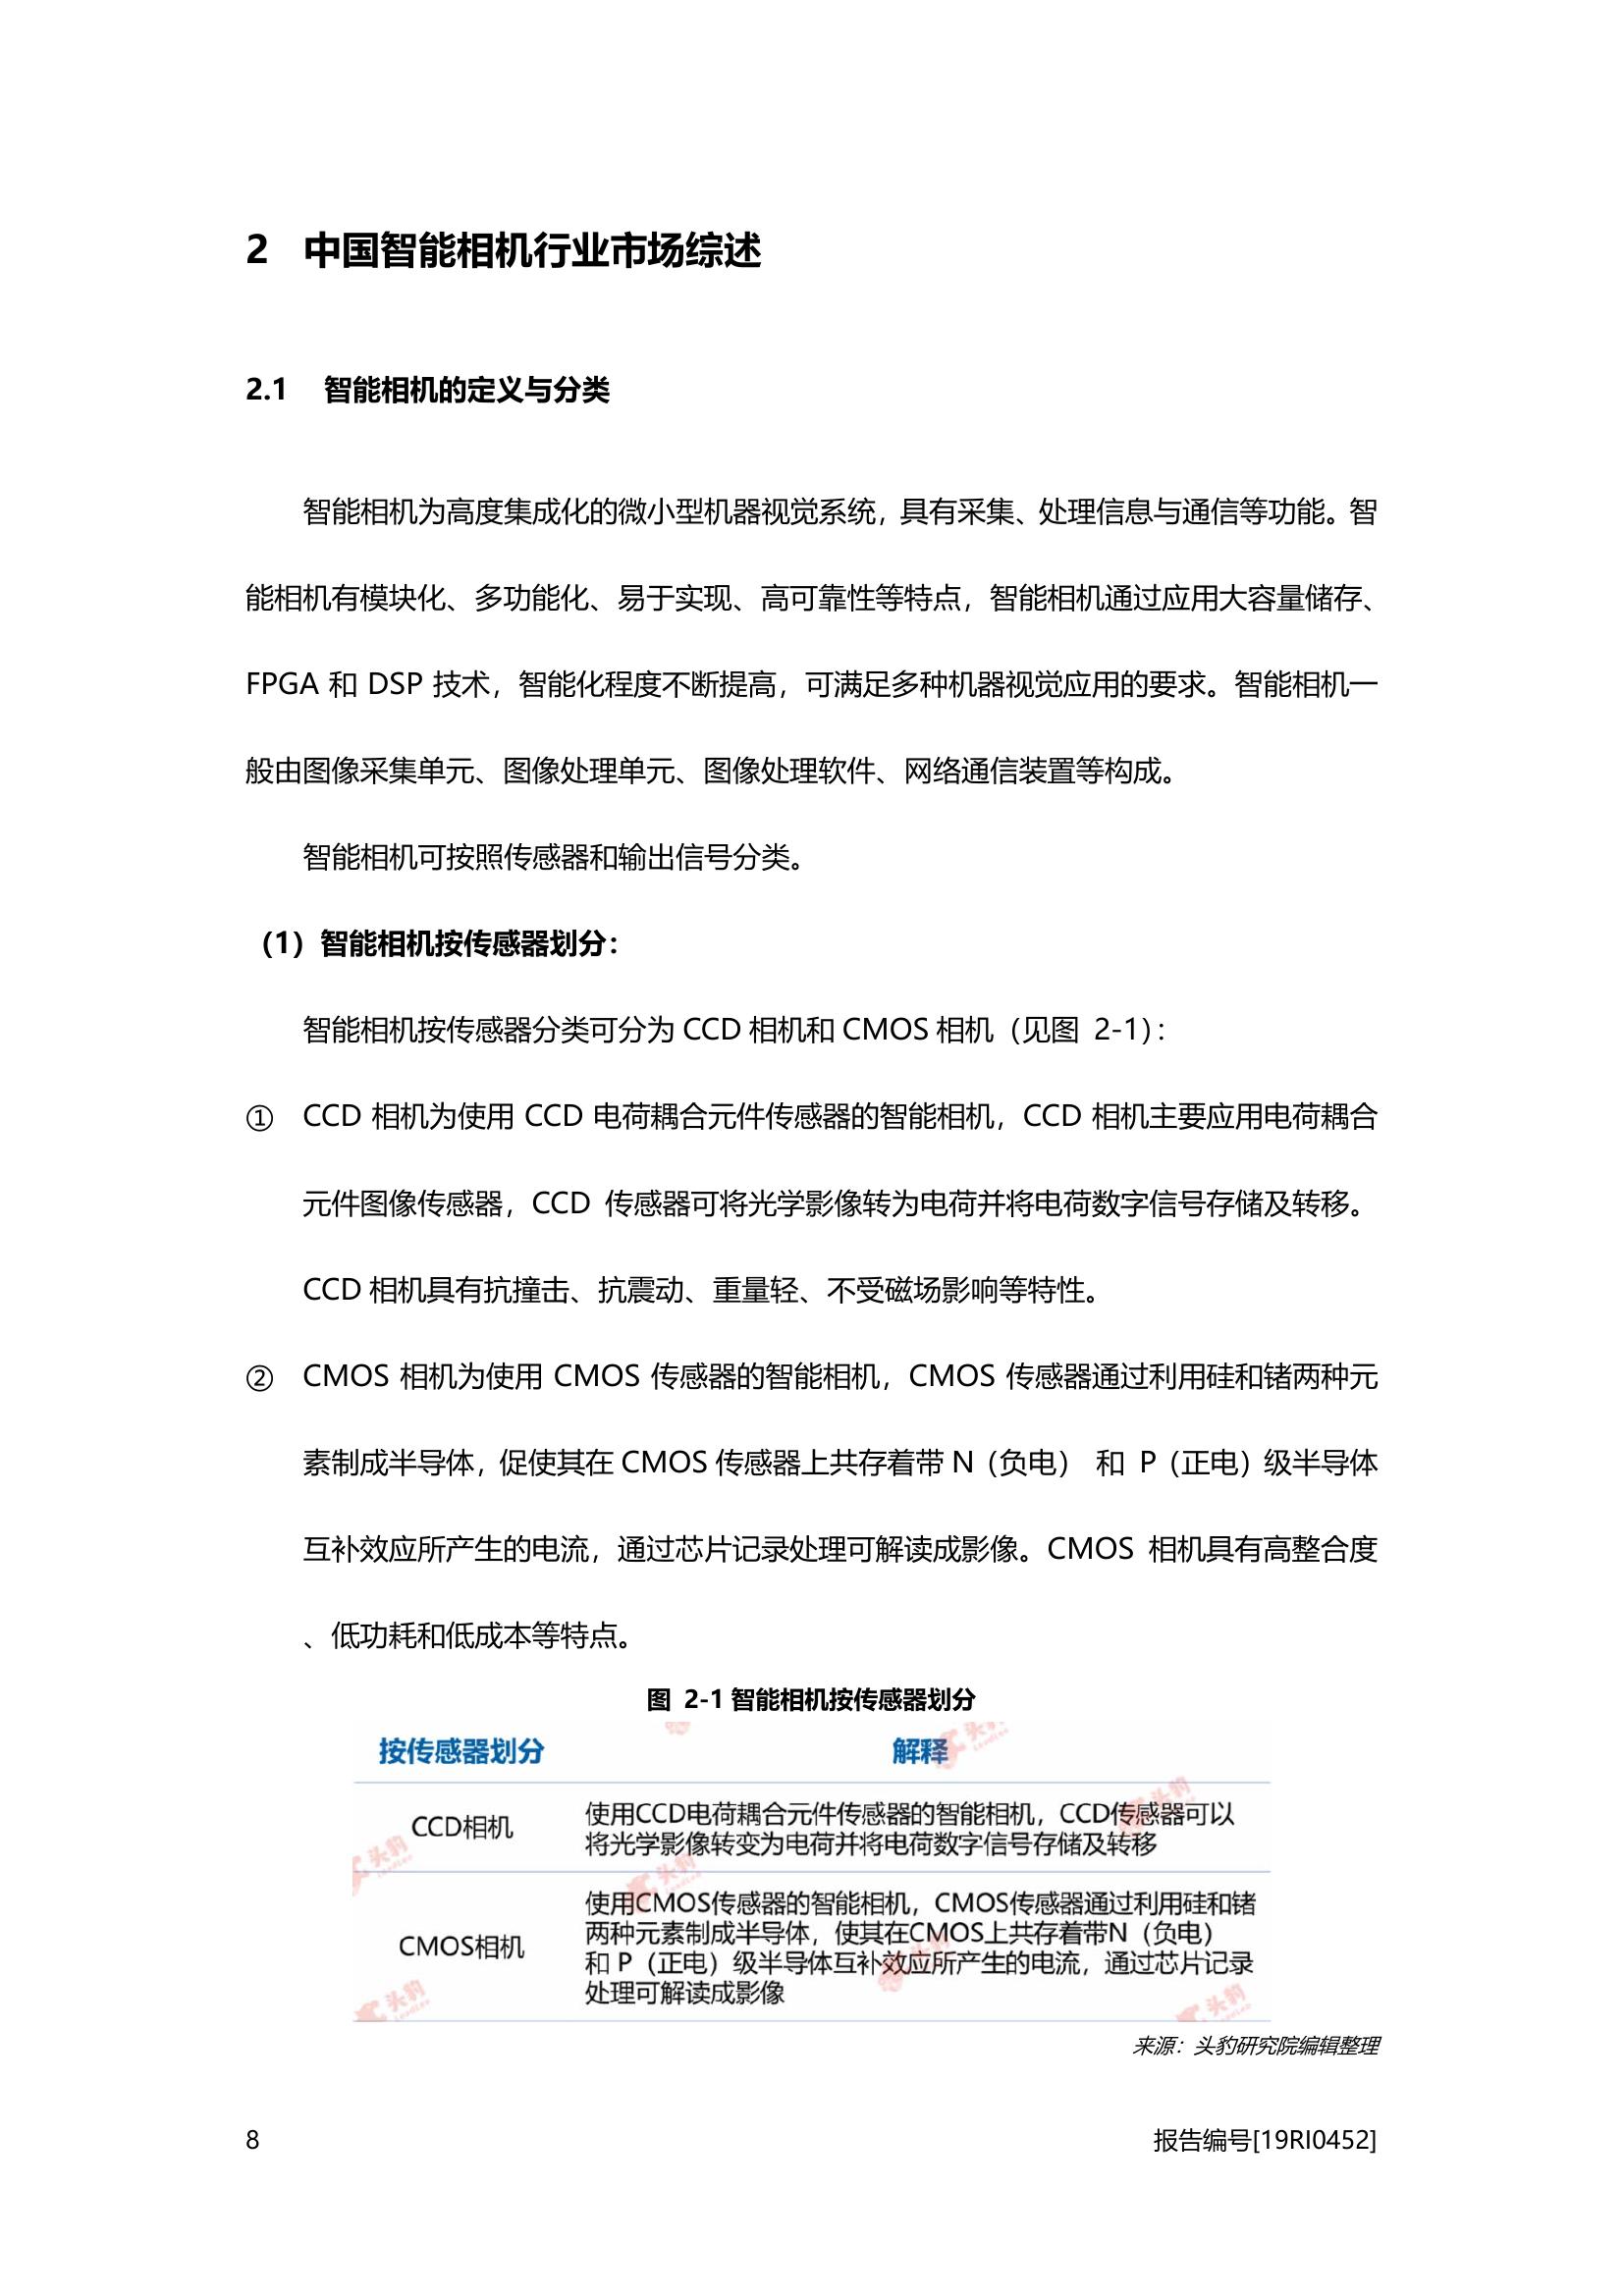 2 中国智能相机行业市场综述
2.1 智能相机的定义与分类
智能相机为高度集成化的微小型机器视觉系统，具有采集、处理信息与通信等功能。智
能相机有模块化、多功能化、易于实现、高可靠性等特点，智能相机通过应用大容量储存、
FPGA 和 DSP 技术，智能化程度不断提高，可满足多种机器视觉应用的要求。智能相机一
般由图像采集单元、图像处理单元、图像处理软件、网络通信装置等构成。
智能相机可按照传感器和输出信号分类。
（1）智能相机按传感器划分：
智能相机按传感器分类可分为 CCD 相机和 CMOS 相机（见图 2-1）：
① CCD 相机为使用 CCD 电荷耦合元件传感器的智能相机，CCD 相机主要应用电荷耦合
元件图像传感器，CCD 传感器可将光学影像转为电荷并将电荷数字信号存储及转移。
CCD 相机具有抗撞击、抗震动、重量轻、不受磁场影响等特性。
② CMOS 相机为使用 CMOS 传感器的智能相机，CMOS 传感器通过利用硅和锗两种元
素制成半导体，促使其在 CMOS 传感器上共存着带 N（负电） 和 P（正电）级半导体
互补效应所产生的电流，通过芯片记录处理可解读成影像。CMOS 相机具有高整合度
、低功耗和低成本等特点。
图 2-1 智能相机按传感器划分
按传感器划分 解释
CCD相机
使用CCD电荷耦合元件传感器的智能相机，CCD传感器可以
将光学影像转变为电荷并将电荷数字信号存储及转移
CMOS相机
使用CMOS传感器的智能相机，CMOS传感器通过利用硅和锗
两种元素制成半导体，使其在CMOS上共存着带N（负电）
和 P（正电）级半导体互补效应所产生的电流，通过芯片记录
处理可解读成影像
来源：头豹研究院编辑整理
8 报告编号[19RI0452]